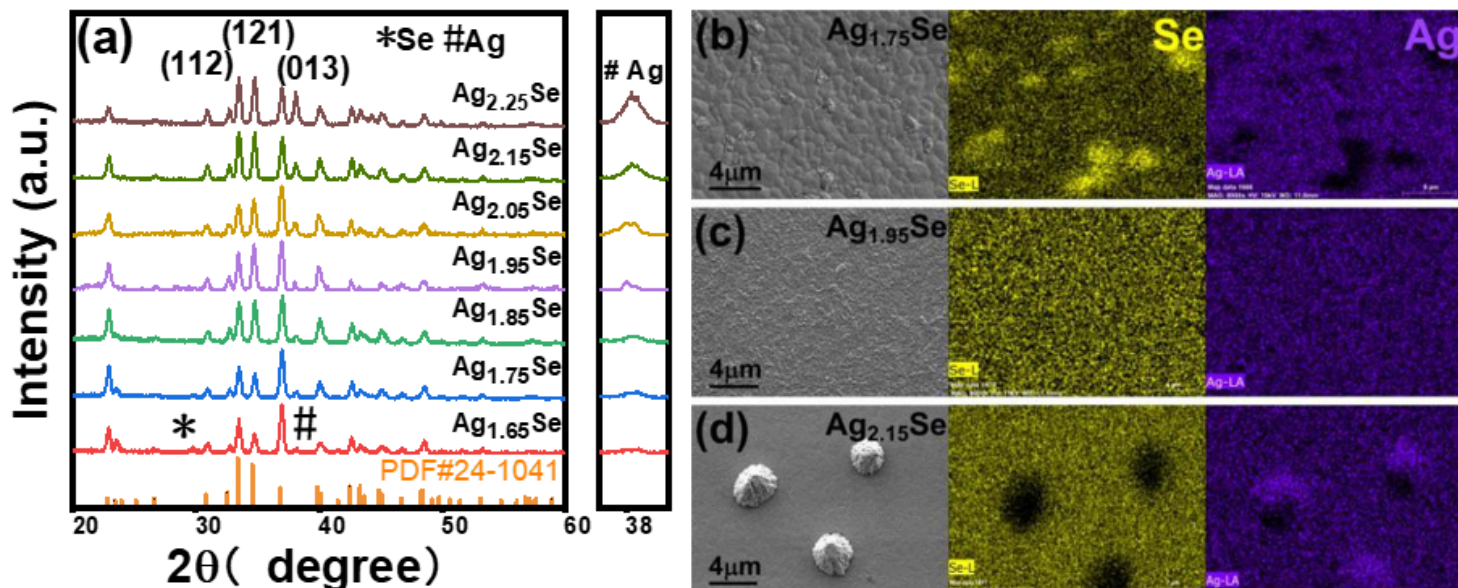 (a)
(121)
*Se #Ag
(112)
(013)
# Ag
Ag2.25Se
Ag2.15Se
Ag2.05Se
Ag1.95Se
Ag1.85Se
Ag1.75Se
* #
Ag1.65Se
PDF#24-1041
20 30 40 50 60
38
2θ( degree)
Intensity (a.u.)
(b) Ag1.75Se
Se
Ag
4μm
Se-L
Ag-LA
(c) Ag1.95Se
4μm
Se-L
Ag-LA
(d) Ag2.15Se
4μm
Se-L
Ag-LA